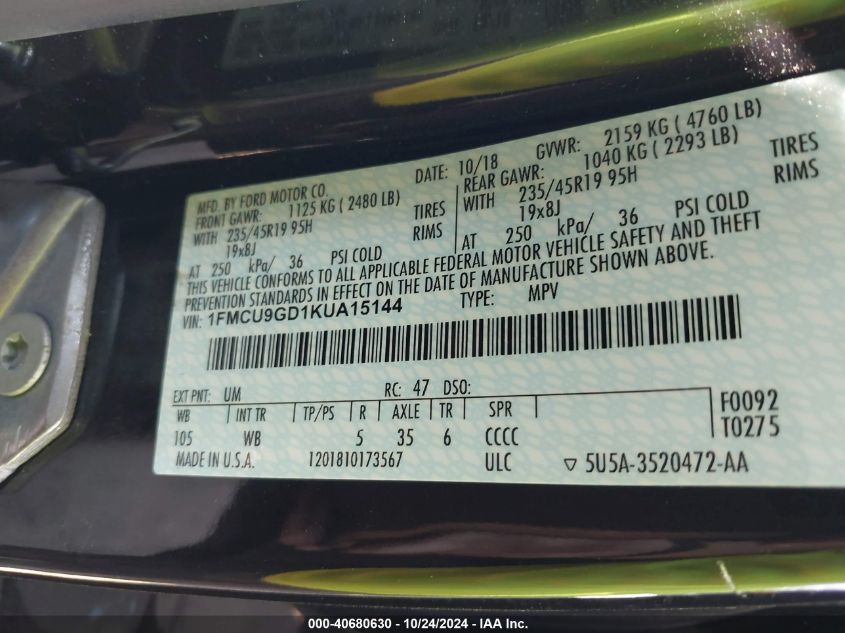 MFD. BY FORD MOTOR CO. DATE: 10/18 GVWR: 2159 KG ( 4760 LB)
FRONT GAWR: 1125 KG ( 2480 LB) REAR GAWR: 1040 KG ( 2293 LB)
WITH 235/45R19 95H TIRES WITH 235/45R19 95H TIRES
19x8J RIMS 19x8J RIMS
AT 250 kPa/ 36 PSI COLD AT 250 kPa/ 36 PSI COLD
THIS VEHICLE CONFORMS TO ALL APPLICABLE FEDERAL MOTOR VEHICLE SAFETY AND THEFT
PREVENTION STANDARDS IN EFFECT ON THE DATE OF MANUFACTURE SHOWN ABOVE.
VIN: 1FMCU9GD1KUA15144 TYPE: MPV
EXT PNT: UM RC: 47 DSO:
WB INT TR TP/PS R AXLE TR SPR F0092
105 WB 5 35 6 CCCC T0275
MADE IN U.S.A. 1201810173567 ULC ▽ 5U5A-3520472-AA
000-40680630 - 10/24/2024 - IAA Inc.